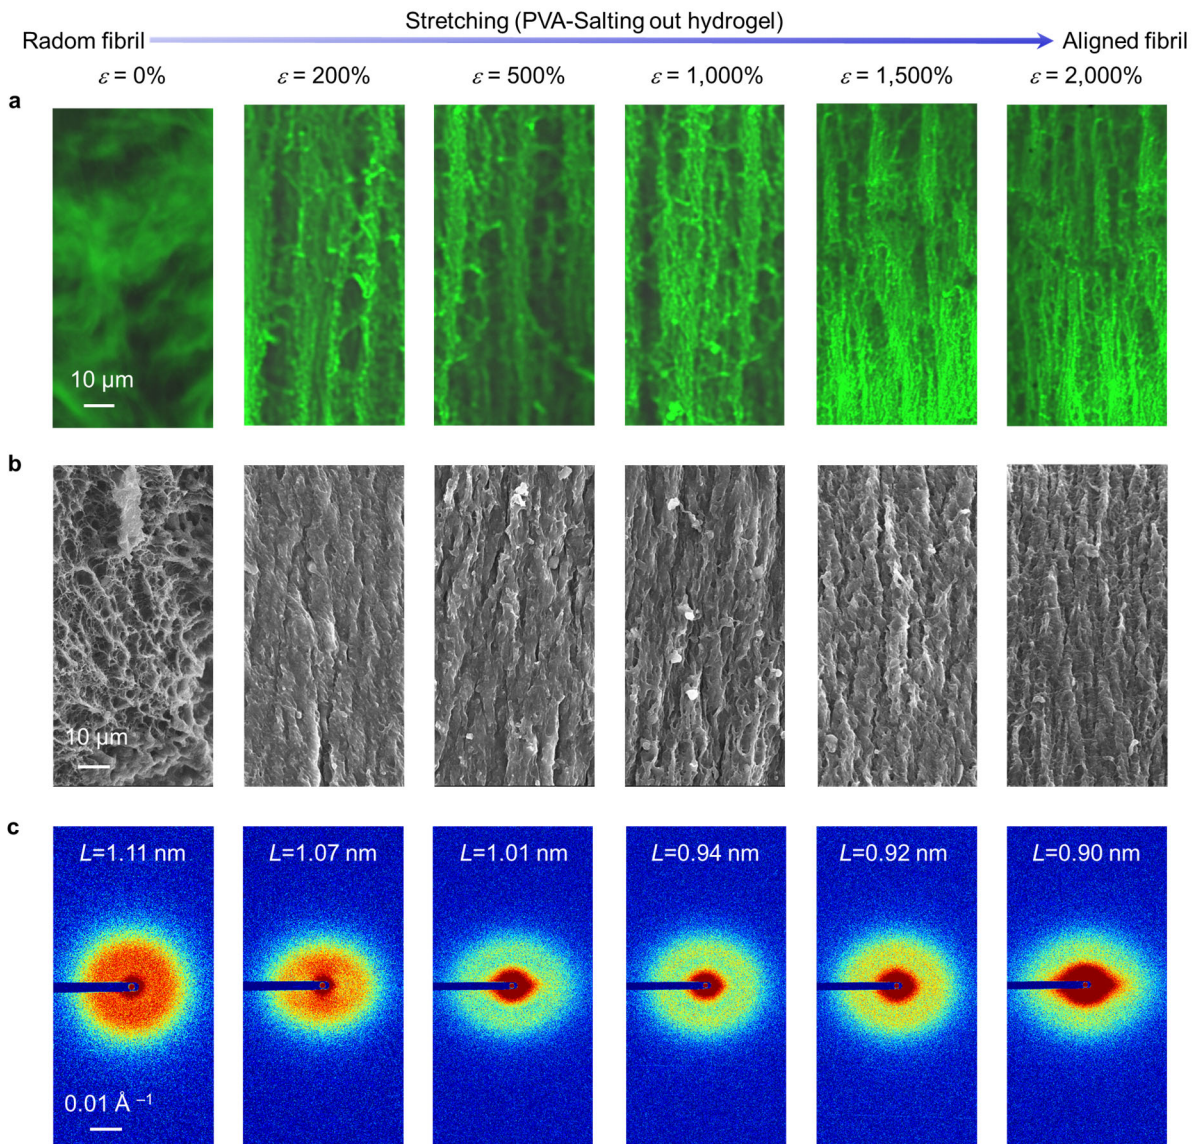 Stretching (PVA-Salting out hydrogel)
Radom fibril
Aligned fibril
ε = 0%
ε = 200%
ε = 500%
ε = 1,000%
ε = 1,500%
ε = 2,000%
a
10 μm
b
10 μm
c
L=1.11 nm
L=1.07 nm
L=1.01 nm
L=0.94 nm
L=0.92 nm
L=0.90 nm
0.01 Å⁻¹